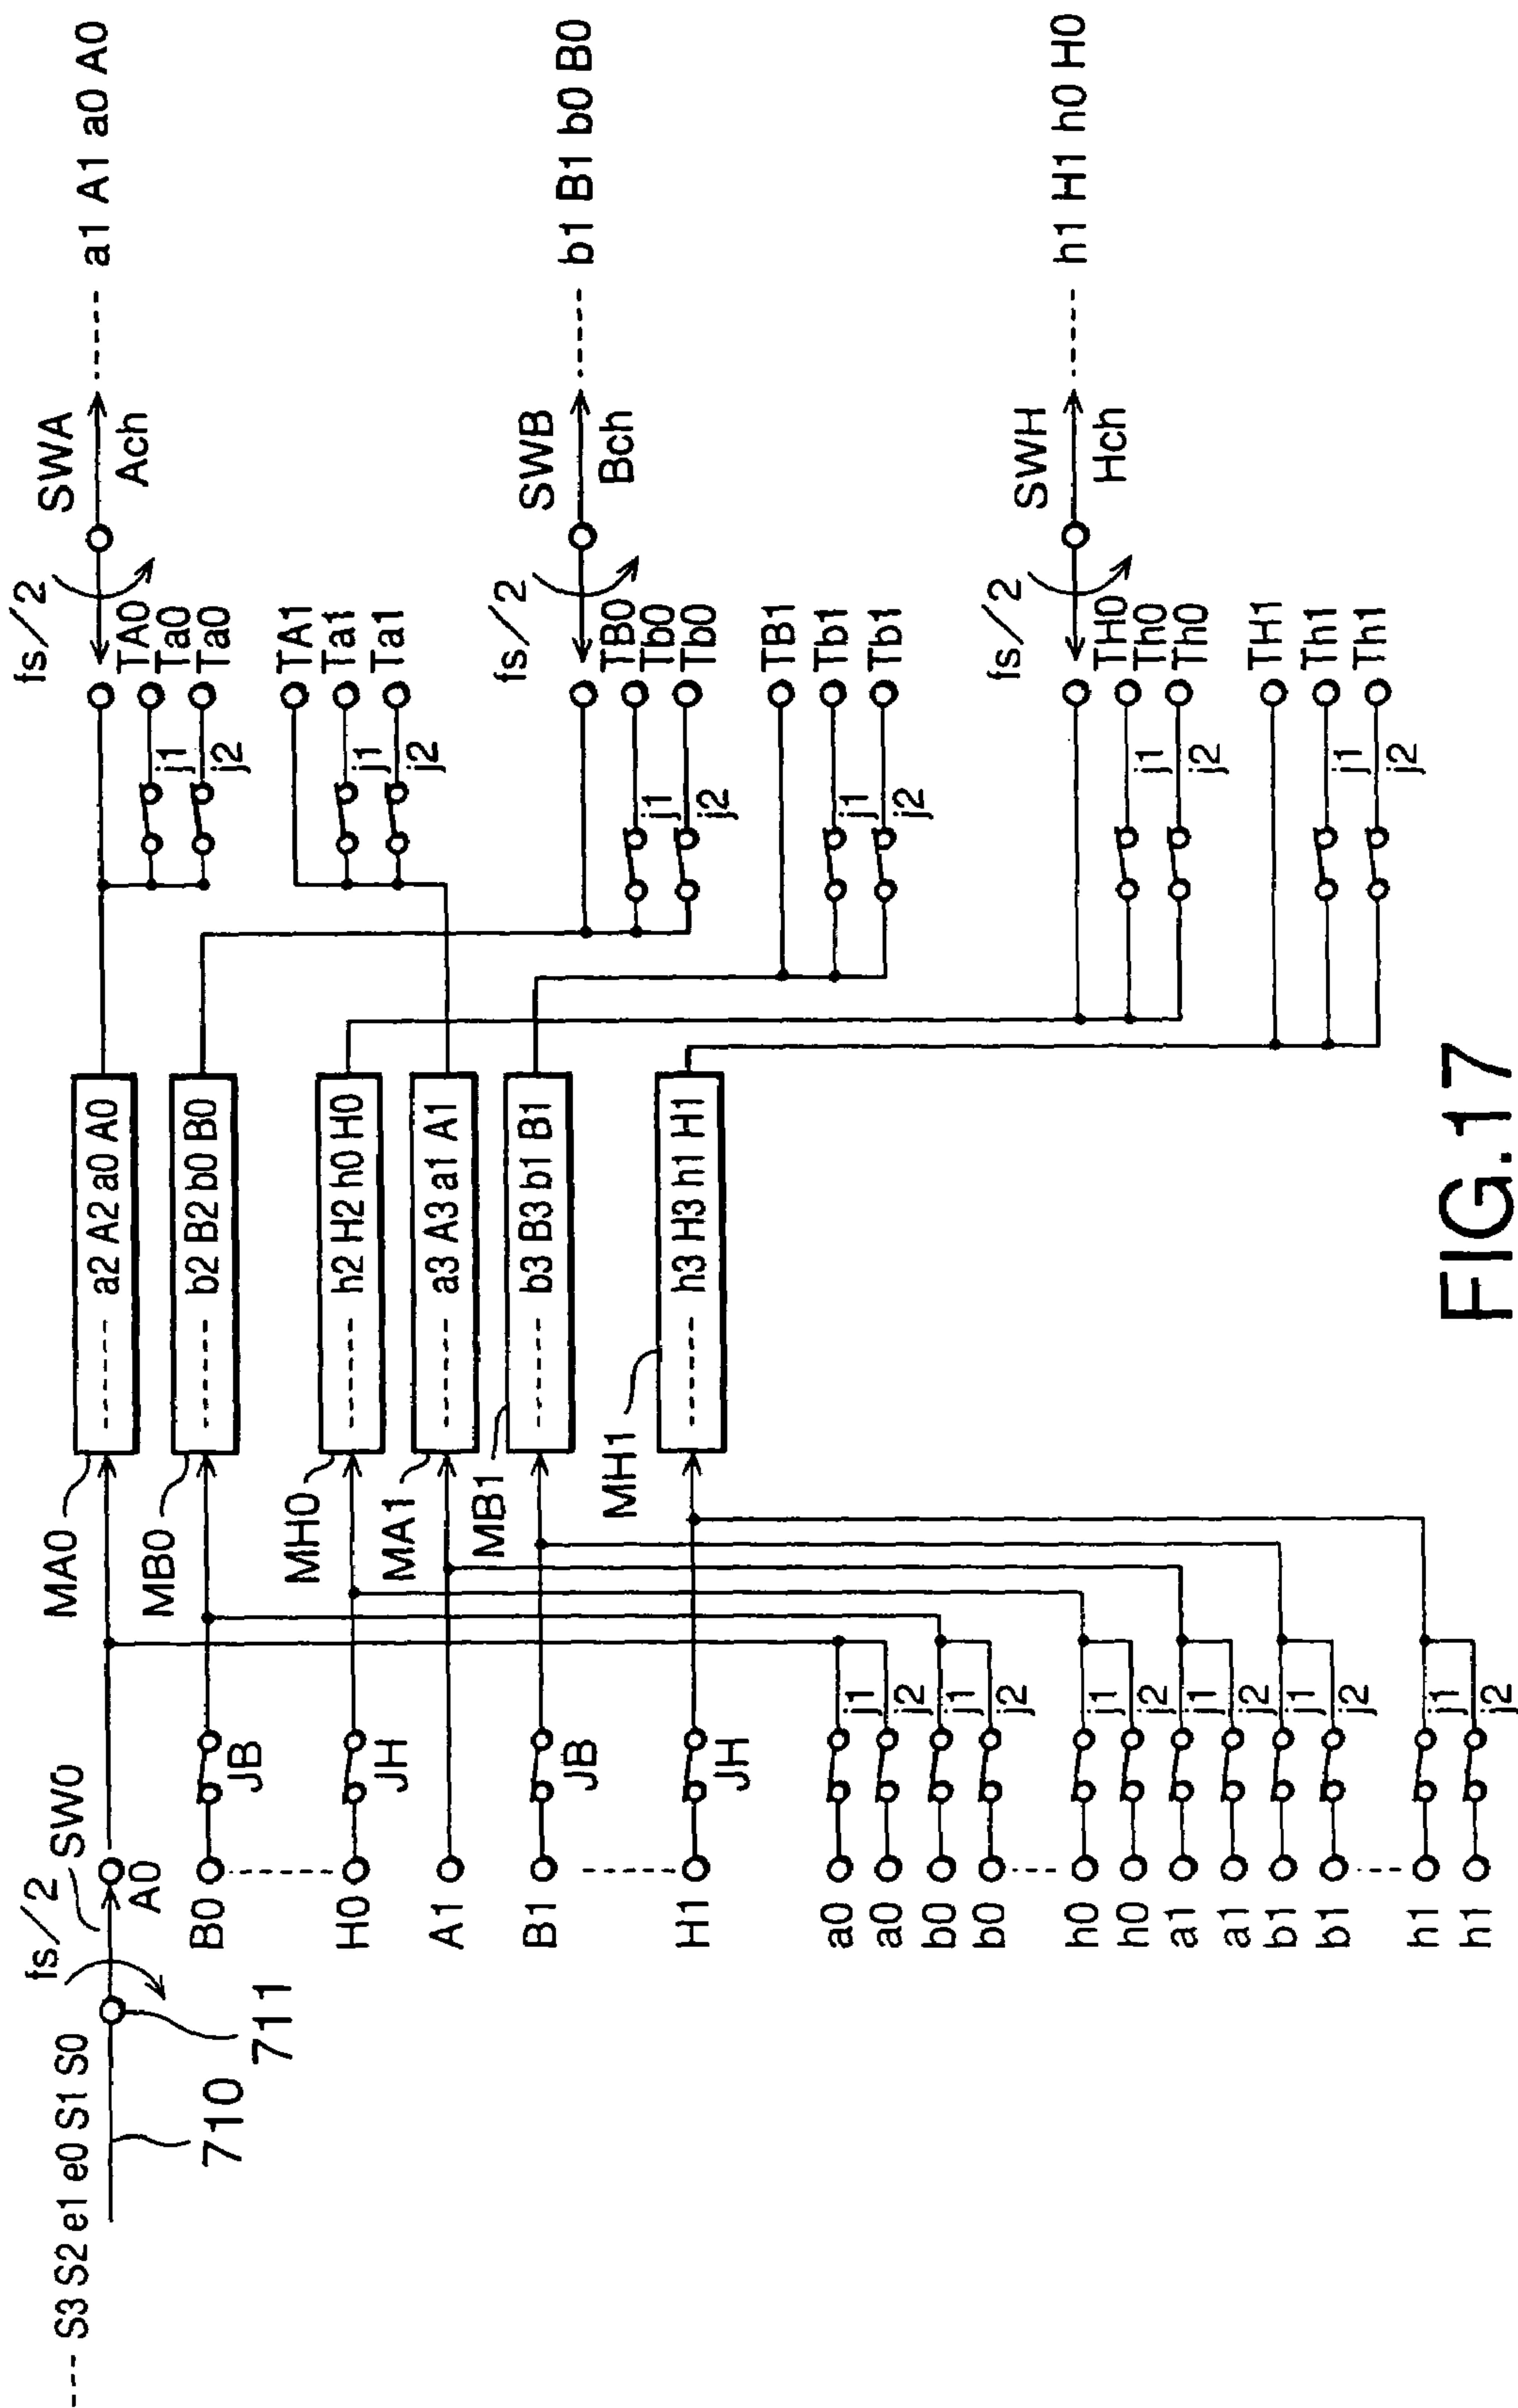 ---- S3 S2 e1 e0 S1 S0
710
711
fs/2
SW0
A0
B0
JB
H0
JH
A1
B1
JB
H1
JH
a0
j1
a0
j2
b0
j1
b0
j2
h0
j1
h0
j2
a1
j1
a1
j2
b1
j1
b1
j2
h1
j1
h1
j2
MA0
------ a2 A2 a0 A0
MB0
------ b2 B2 b0 B0
MH0
------ h2 H2 h0 H0
MA1
------ a3 A3 a1 A1
MB1
------ b3 B3 b1 B1
MH1
------ h3 H3 h1 H1
fs/2
SWA
Ach
----- a1 A1 a0 A0
TA0
j1
Ta0
j2
Ta0
TA1
j1
Ta1
j2
Ta1
fs/2
SWB
Bch
----- b1 B1 b0 B0
TB0
j1
Tb0
j2
Tb0
TB1
j1
Tb1
j2
Tb1
fs/2
SWH
Hch
----- h1 H1 h0 H0
TH0
j1
Th0
j2
Th0
TH1
j1
Th1
j2
Th1
FIG.17